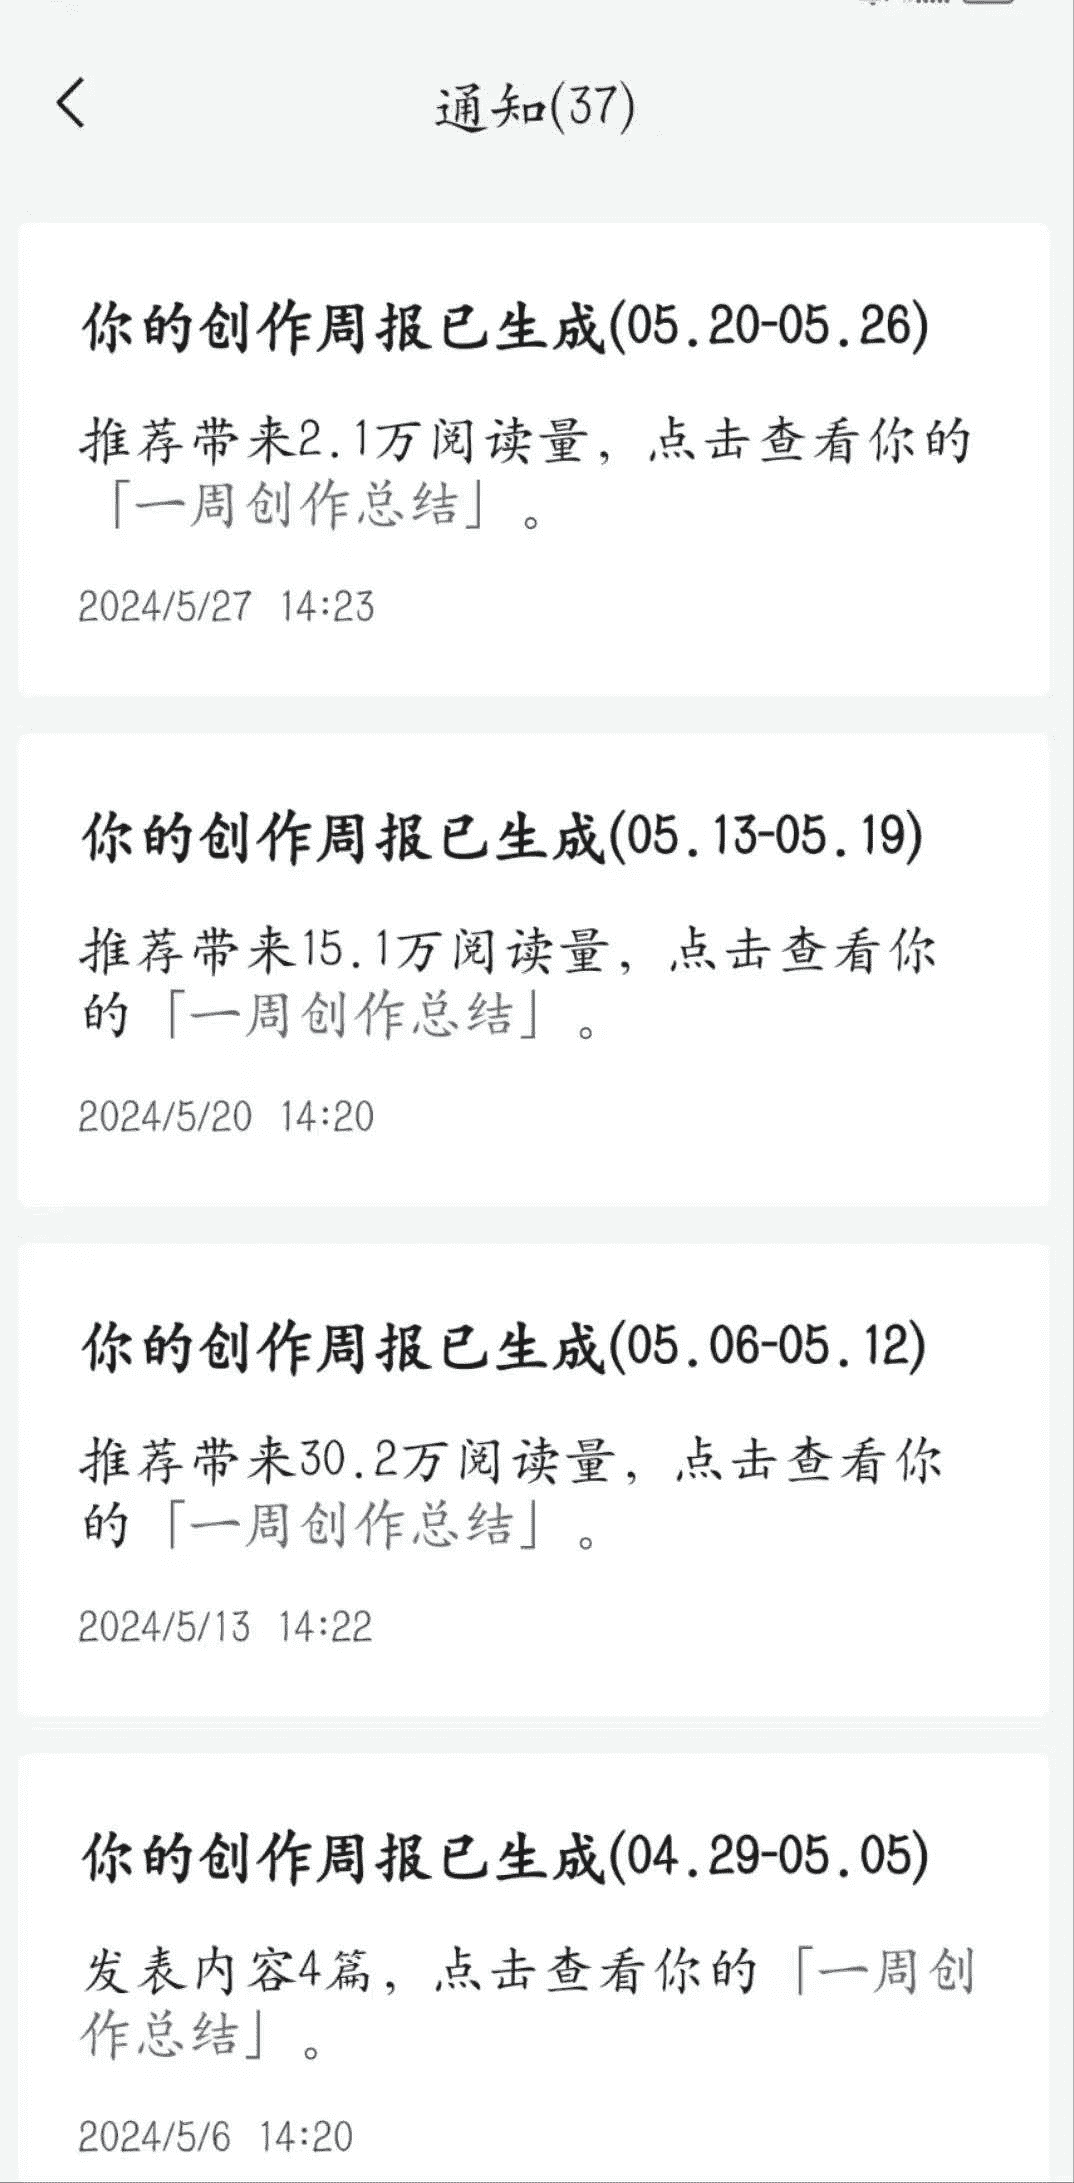 通知(37)
你的创作周报已生成(05.20-05.26)
推荐带来2.1万阅读量，点击查看你的
「一周创作总结」。
2024/5/27 14:23
你的创作周报已生成(05.13-05.19)
推荐带来15.1万阅读量，点击查看你
的「一周创作总结」。
2024/5/20 14:20
你的创作周报已生成(05.06-05.12)
推荐带来30.2万阅读量，点击查看你
的「一周创作总结」。
2024/5/13 14:22
你的创作周报已生成(04.29-05.05)
发表内容4篇，点击查看你的「一周创
作总结」。
2024/5/6 14:20